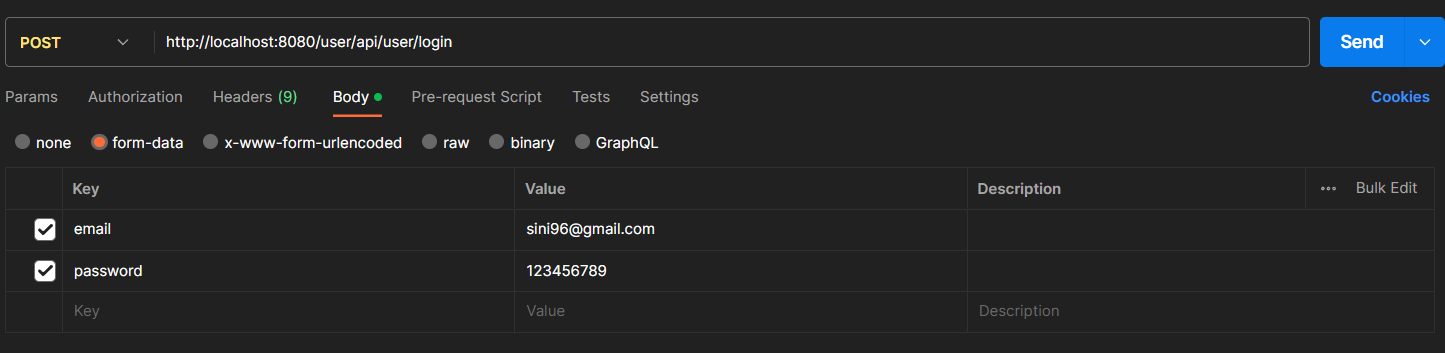 POST http://localhost:8080/user/api/user/login Send
Params Authorization Headers (9) Body Pre-request Script Tests Settings Cookies
none form-data x-www-form-urlencoded raw binary GraphQL
Key Value Description Bulk Edit
email sini96@gmail.com
password 123456789
Key Value Description